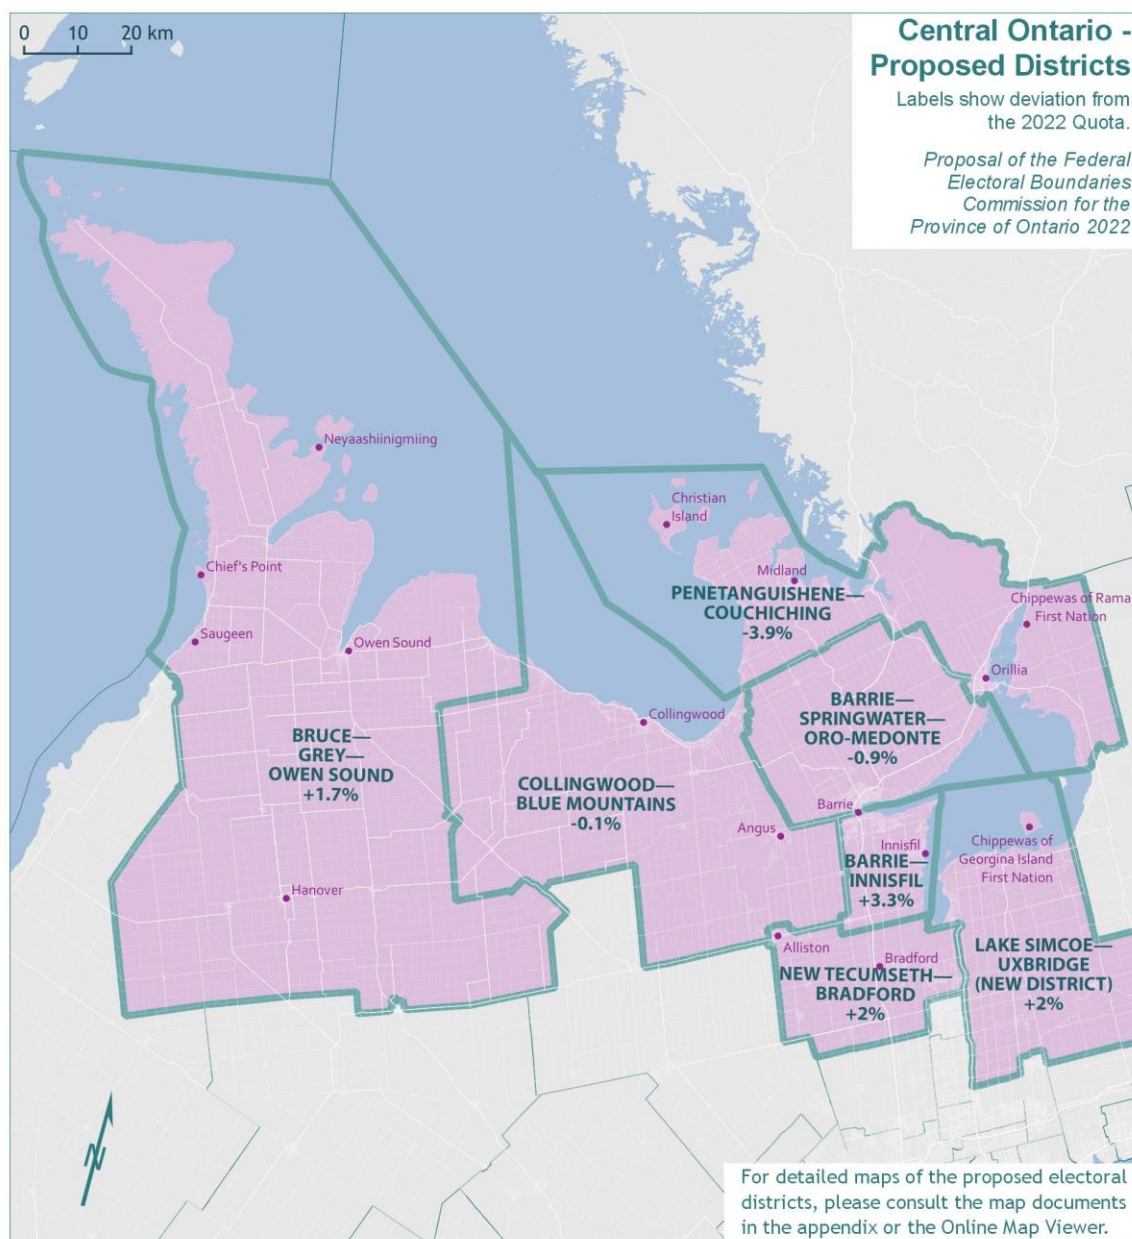 0 10 20 km
Central Ontario -
Proposed Districts
Labels show deviation from
the 2022 Quota.
Proposal of the Federal
Electoral Boundaries
Commission for the
Province of Ontario 2022
Neyaashiinigmiing
Christian
Island
Chief's Point
Midland
PENETANGUISHENE—
COUCHICHING
-3.9%
Chippewas of Rama
First Nation
Saugeen
Owen Sound
Orillia
BARRIE—
SPRINGWATER—
ORO-MEDONTE
-0.9%
Collingwood
BRUCE—
GREY—
OWEN SOUND
+1.7%
COLLINGWOOD—
BLUE MOUNTAINS
-0.1%
Barrie
Angus
Innisfil
BARRIE—
INNISFIL
+3.3%
Chippewas of
Georgina Island
First Nation
Hanover
Alliston
Bradford
NEW TECUMSETH—
BRADFORD
+2%
LAKE SIMCOE—
UXBRIDGE
(NEW DISTRICT)
+2%
N
For detailed maps of the proposed electoral
districts, please consult the map documents
in the appendix or the Online Map Viewer.